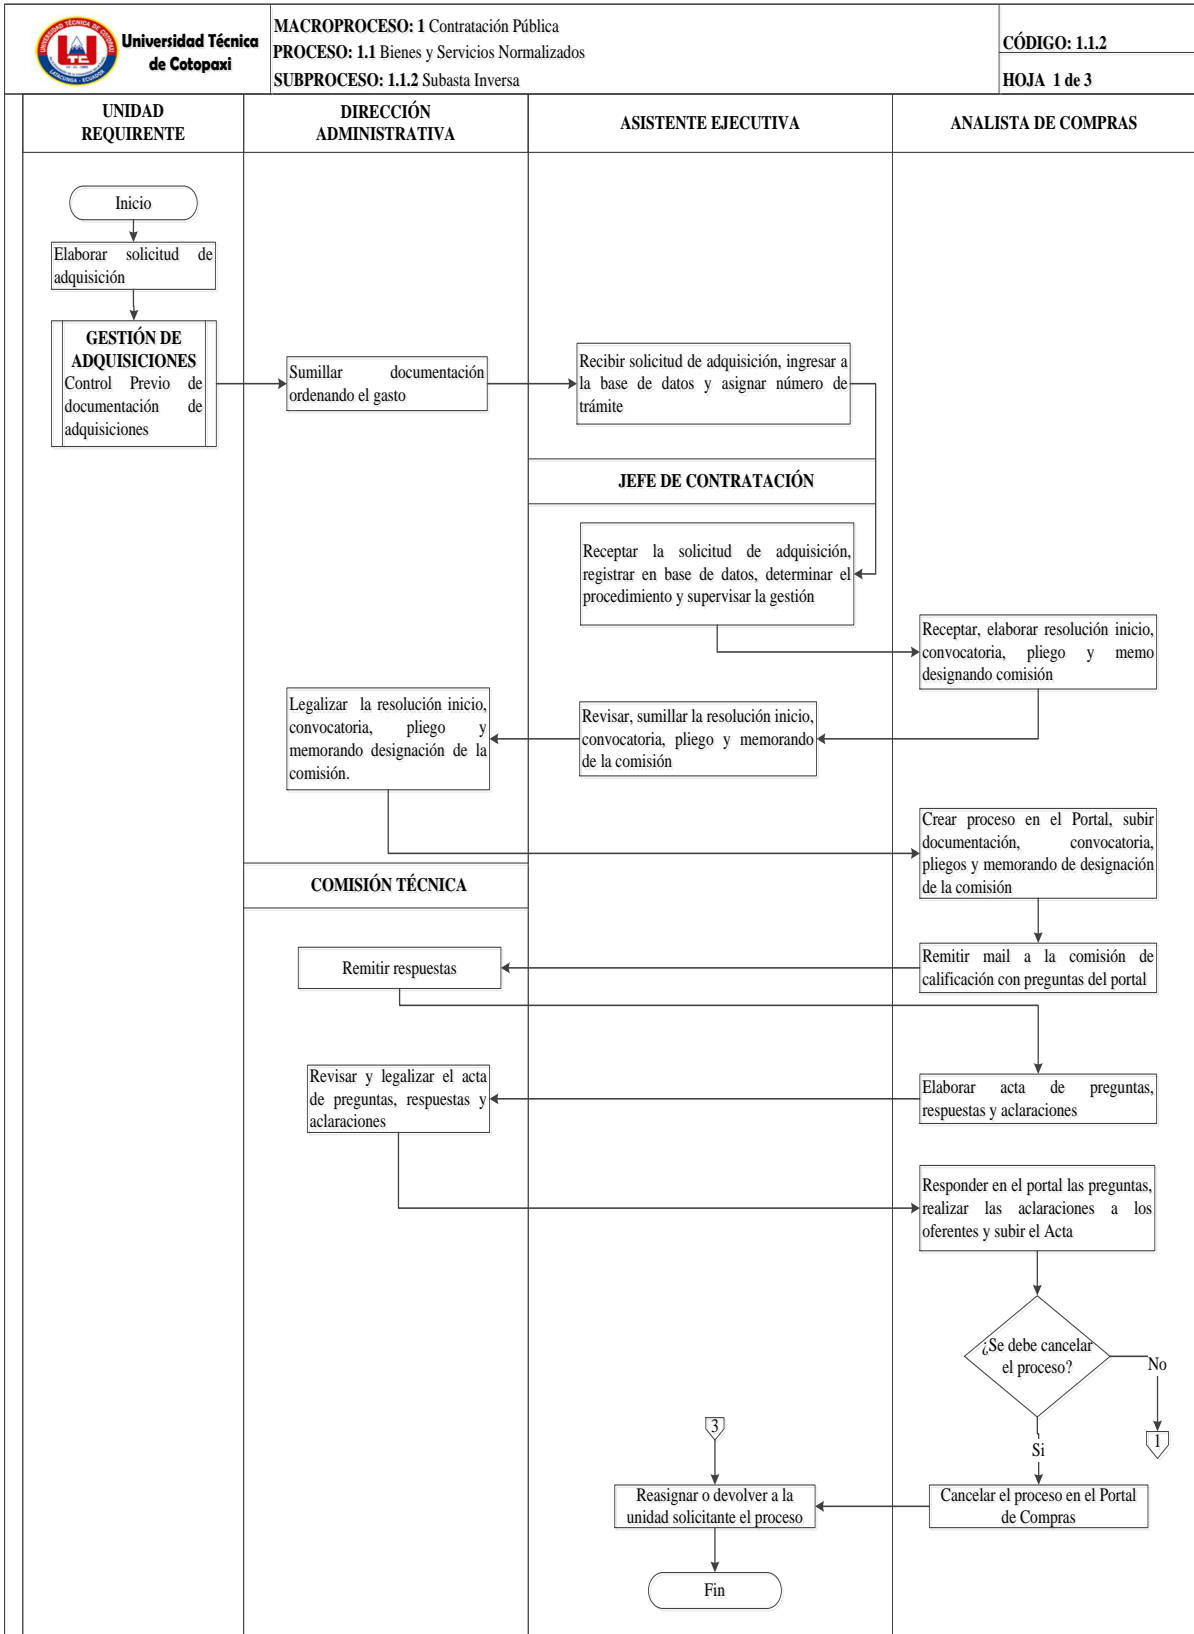 Universidad Técnica
de Cotopaxi
UNIVERSIDAD TÉCNICA DE COTOPAXI
UTC
LATACUNGA - ECUADOR
MACROPROCESO: 1 Contratación Pública
PROCESO: 1.1 Bienes y Servicios Normalizados
SUBPROCESO: 1.1.2 Subasta Inversa
CÓDIGO: 1.1.2
HOJA 1 de 3
UNIDAD
REQUIRENTE
DIRECCIÓN
ADMINISTRATIVA
ASISTENTE EJECUTIVA
ANALISTA DE COMPRAS
Inicio
Elaborar solicitud de
adquisición
GESTIÓN DE
ADQUISICIONES
Control Previo de
documentación de
adquisiciones
Sumillar documentación
ordenando el gasto
Recibir solicitud de adquisición, ingresar a
la base de datos y asignar número de
trámite
JEFE DE CONTRATACIÓN
Receptar la solicitud de adquisición,
registrar en base de datos, determinar el
procedimiento y supervisar la gestión
Receptar, elaborar resolución inicio,
convocatoria, pliego y memo
designando comisión
Revisar, sumillar la resolución inicio,
convocatoria, pliego y memorando
de la comisión
Legalizar la resolución inicio,
convocatoria, pliego y
memorando designación de la
comisión.
Crear proceso en el Portal, subir
documentación, convocatoria,
pliegos y memorando de designación
de la comisión
COMISIÓN TÉCNICA
Remitir mail a la comisión de
calificación con preguntas del portal
Remitir respuestas
Elaborar acta de preguntas,
respuestas y aclaraciones
Revisar y legalizar el acta
de preguntas, respuestas y
aclaraciones
Responder en el portal las preguntas,
realizar las aclaraciones a los
oferentes y subir el Acta
¿Se debe cancelar
el proceso?
No
1
Si
Cancelar el proceso en el Portal
de Compras
3
Reasignar o devolver a la
unidad solicitante el proceso
Fin